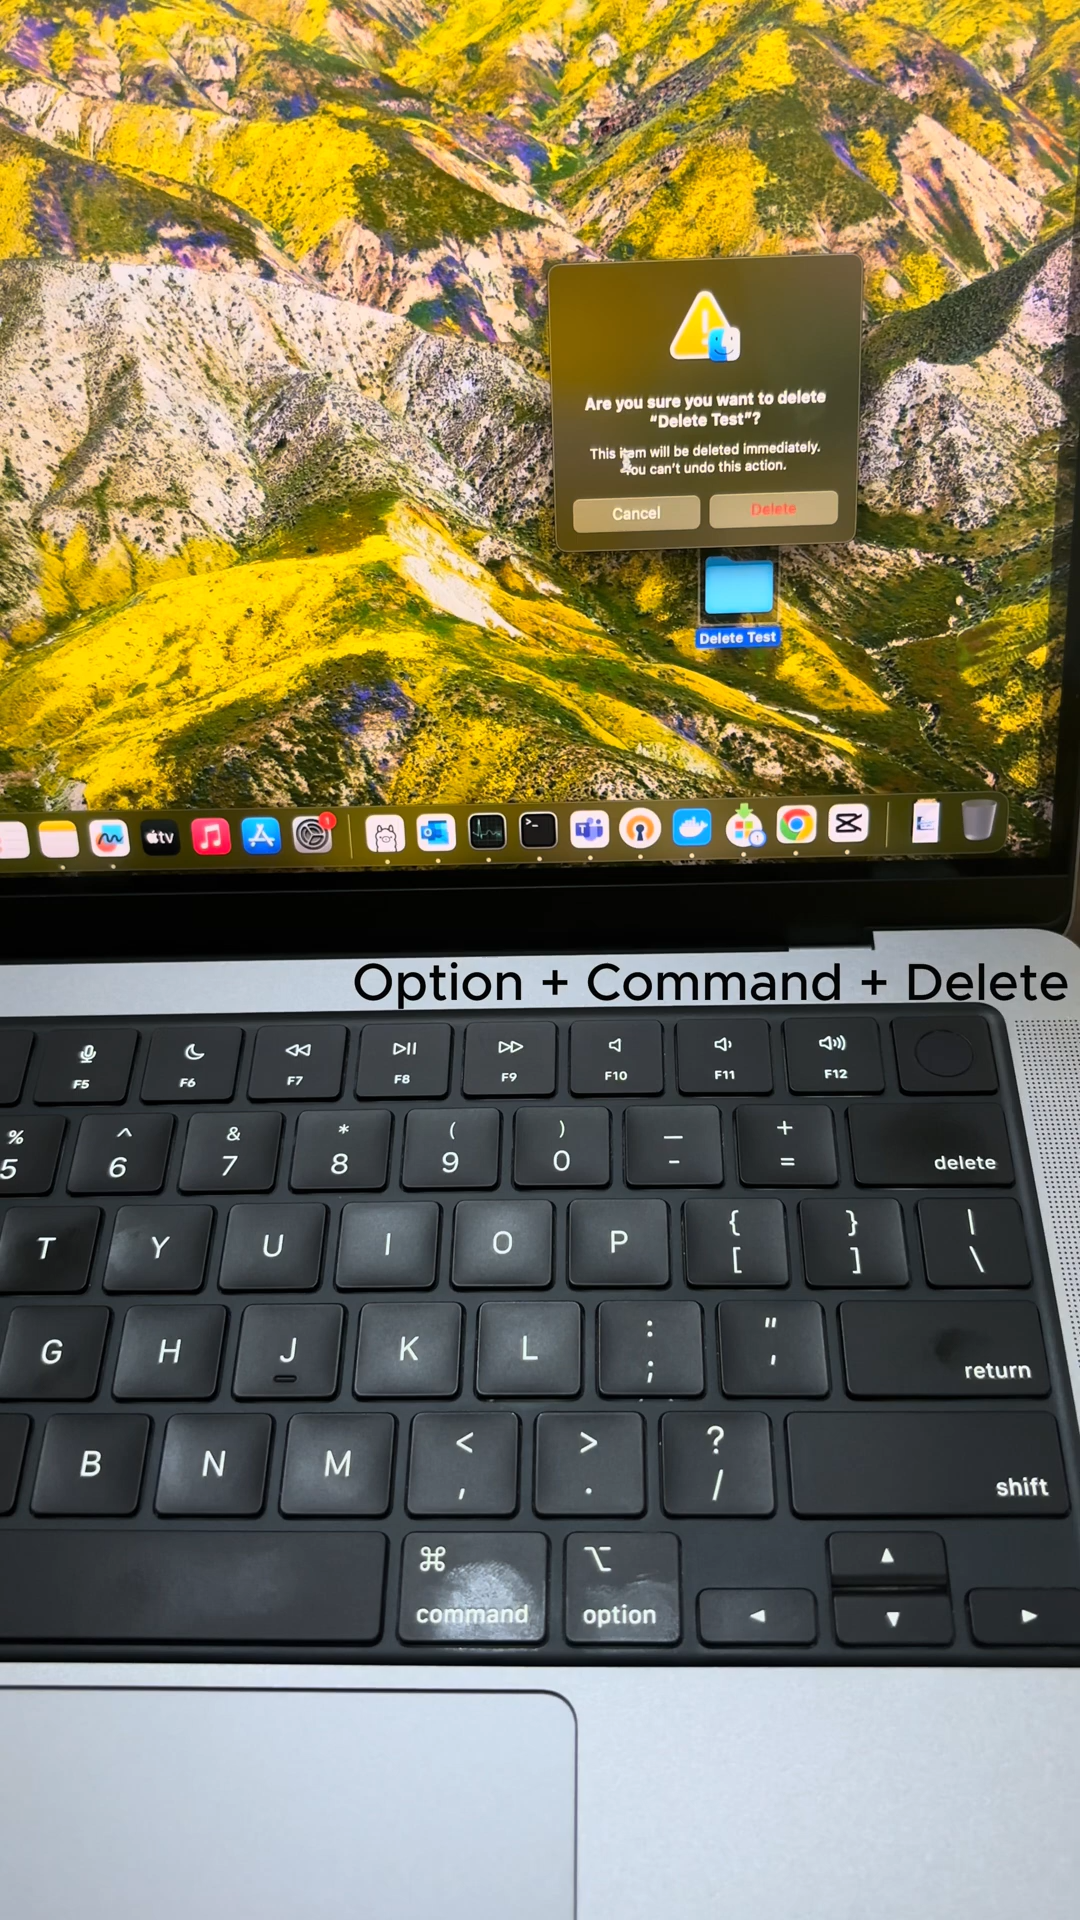 Are you sure you want to delete
“Delete Test”?
This item will be deleted immediately.
You can’t undo this action.
Cancel
Delete
Delete Test
tv
1
Option + Command + Delete
F5
F6
F7
F8
F9
F10
F11
F12
% ^ & * ( ) — +
5 6 7 8 9 0 - = delete
T Y U I O P { [ } ] | \
G H J K L : ; " ' return
B N M < , > . ? / shift
⌘ ⌥
command option